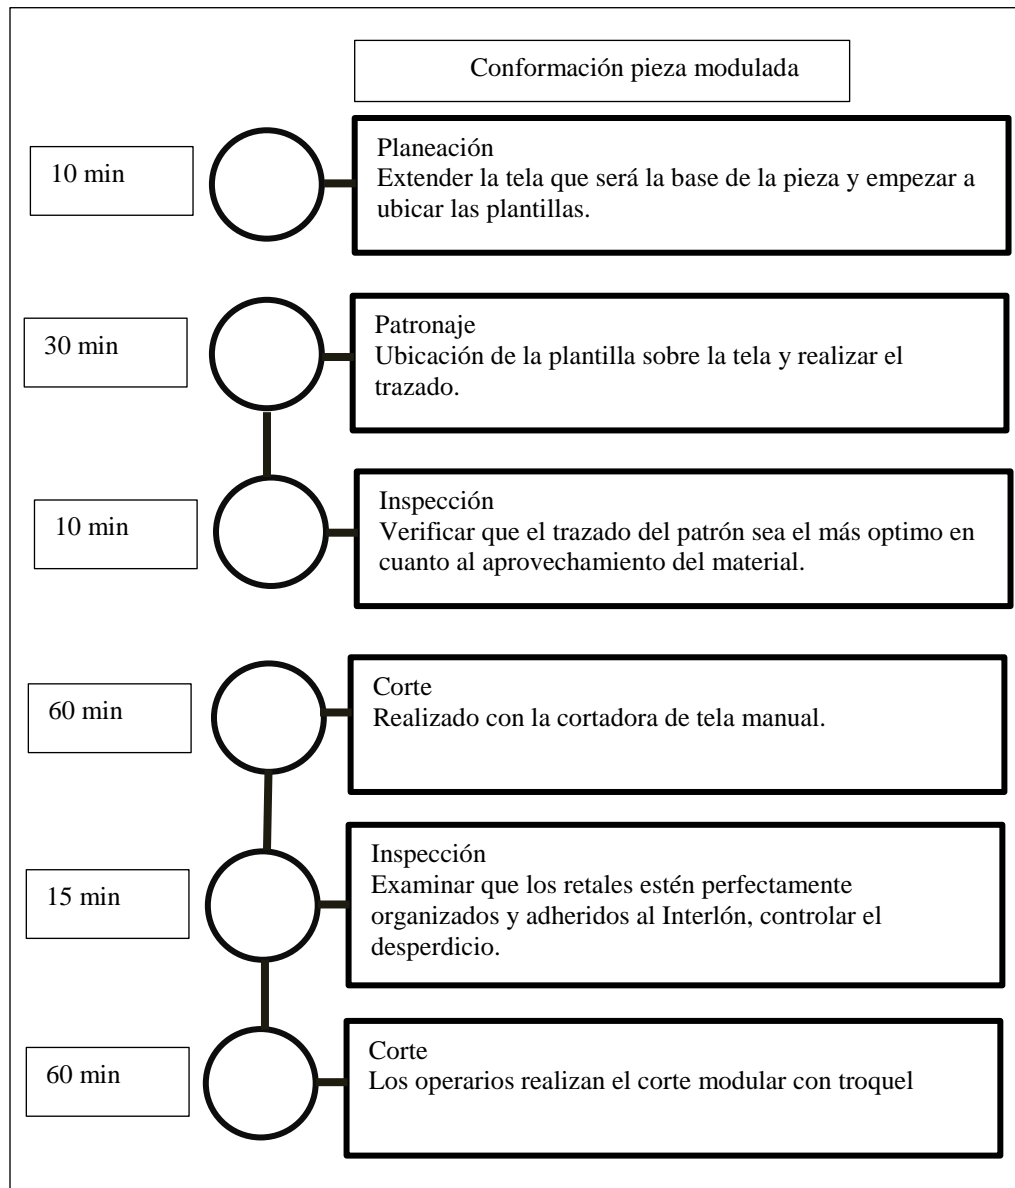 Conformación pieza modulada
10 min
Planeación
Extender la tela que será la base de la pieza y empezar a
ubicar las plantillas.
30 min
Patronaje
Ubicación de la plantilla sobre la tela y realizar el
trazado.
10 min
Inspección
Verificar que el trazado del patrón sea el más optimo en
cuanto al aprovechamiento del material.
60 min
Corte
Realizado con la cortadora de tela manual.
15 min
Inspección
Examinar que los retales estén perfectamente
organizados y adheridos al Interlón, controlar el
desperdicio.
60 min
Corte
Los operarios realizan el corte modular con troquel